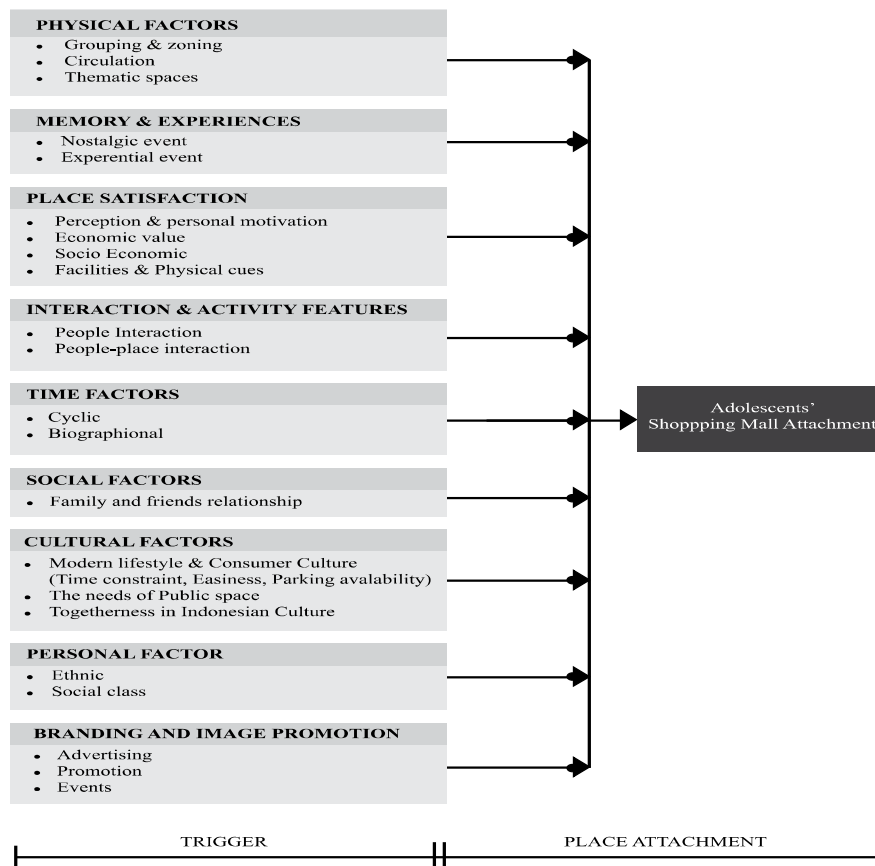 PHYSICAL FACTORS
• Grouping & zoning
• Circulation
• Thematic spaces
MEMORY & EXPERIENCES
• Nostalgic event
• Experential event
PLACE SATISFACTION
• Perception & personal motivation
• Economic value
• Socio Economic
• Facilities & Physical cues
INTERACTION & ACTIVITY FEATURES
• People Interaction
• People-place interaction
TIME FACTORS
• Cyclic
• Biographional
SOCIAL FACTORS
• Family and friends relationship
CULTURAL FACTORS
• Modern lifestyle & Consumer Culture
(Time constraint, Easiness, Parking avalability)
• The needs of Public space
• Togetherness in Indonesian Culture
PERSONAL FACTOR
• Ethnic
• Social class
BRANDING AND IMAGE PROMOTION
• Advertising
• Promotion
• Events
Adolescents’
Shoppping Mall Attachment
TRIGGER
PLACE ATTACHMENT